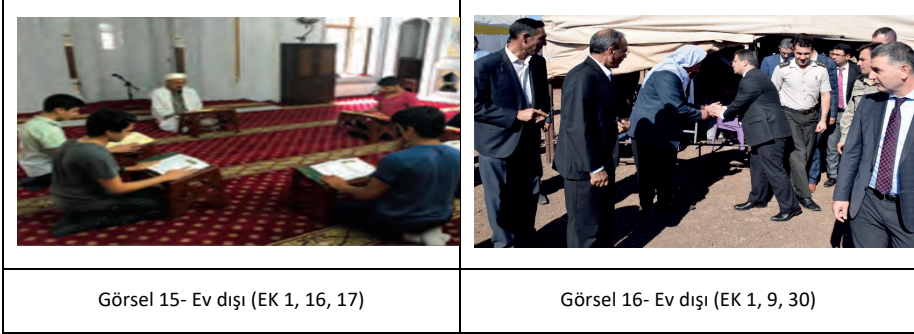 Görsel 15- Ev dışı (EK 1, 16, 17)
Görsel 16- Ev dışı (EK 1, 9, 30)